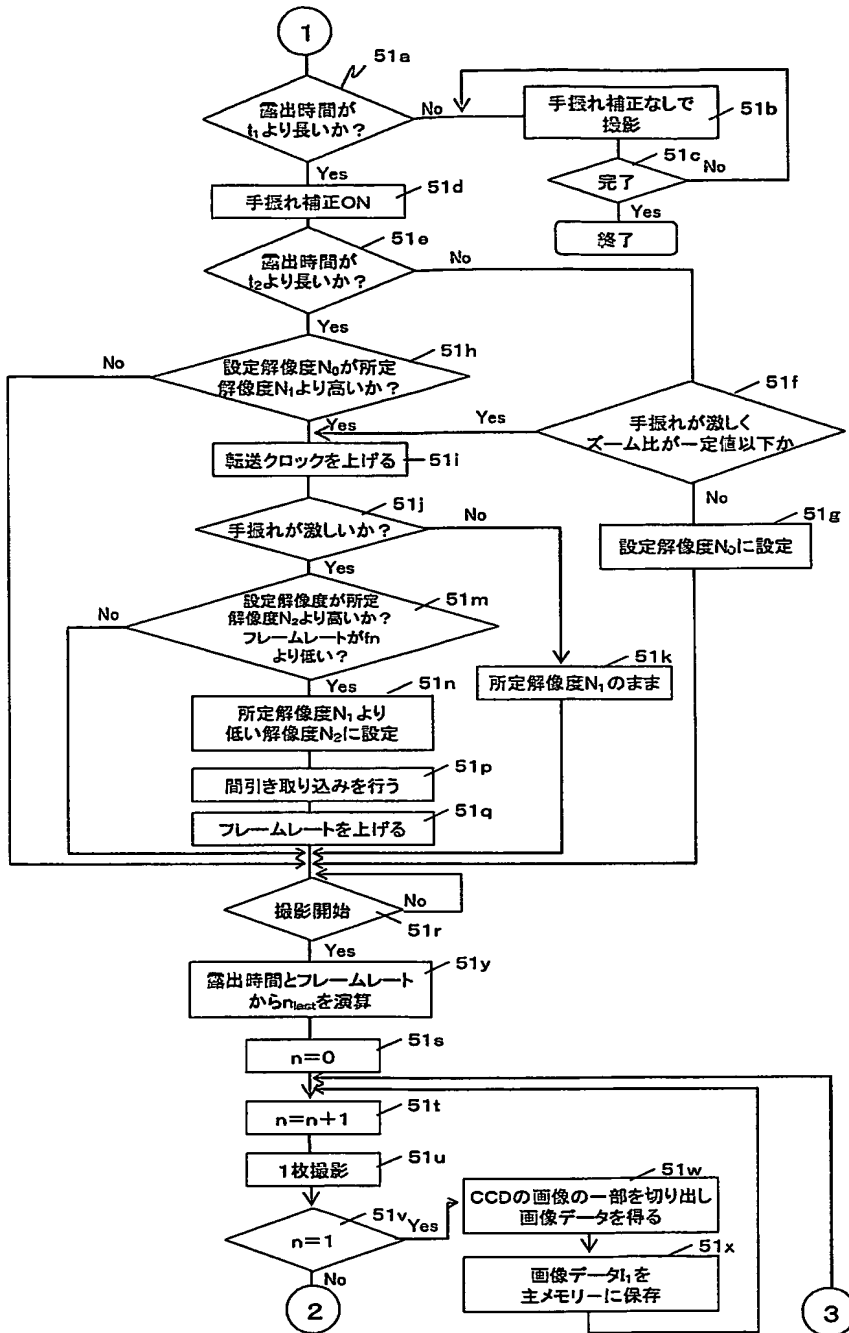 1
51a
露出時間が
t₁より長いか？
No
手振れ補正なしで
撮影
51b
51c
完了
No
Yes
終了
Yes
51d
手振れ補正ON
51e
露出時間が
t₂より長いか？
No
Yes
51h
No
設定解像度N₀が所定
解像度N₁より高いか？
51f
手振れが激しく
ズーム比が一定値以下か
Yes
Yes
転送クロックを上げる
51i
51j
手振れが激しいか？
No
No
51g
設定解像度N₀に設定
Yes
51m
No
設定解像度が所定
解像度N₂より高いか？
フレームレートがfn
より低い？
51k
所定解像度N₁のまま
Yes
51n
所定解像度N₁より
低い解像度N₂に設定
51p
間引き取り込みを行う
51q
フレームレートを上げる
撮影開始
No
51r
Yes
51y
露出時間とフレームレート
からnlastを演算
51s
n＝0
51t
n＝n＋1
51u
1枚撮影
51v
n＝1
Yes
51w
CCDの画像の一部を切り出し
画像データを得る
51x
画像データI₁を
主メモリーに保存
No
2
3